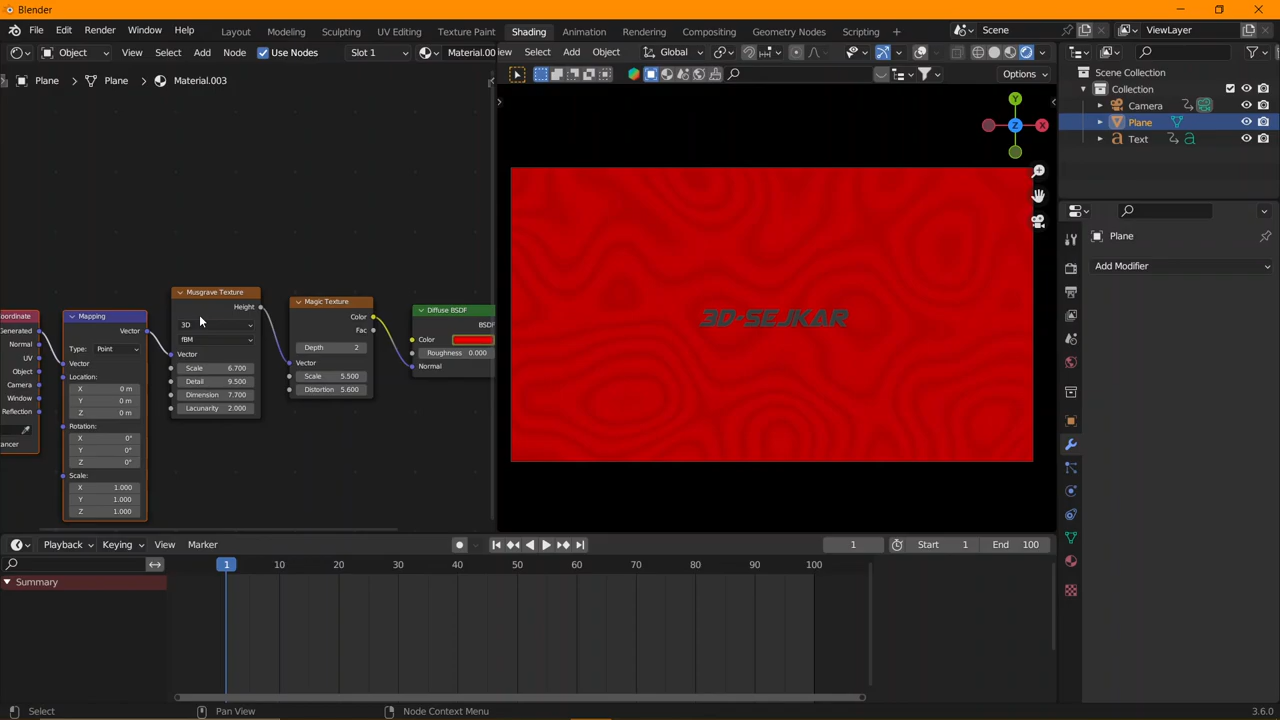 Blender
File Edit Render Window Help Layout Modeling Sculpting UV Editing Texture Paint Shading Animation Rendering Compositing Geometry Nodes Scripting + Scene ViewLayer
Object View Select Add Node Use Nodes Slot 1 Material.00 Select Add Object Global
Plane Plane Material.003 Options
Scene Collection
Collection
Camera
Plane
Text
Plane
Add Modifier
Y
Z X
Musgrave Texture
Height
3D
fBM
Vector
Scale 6.700
Detail 9.500
Dimension 7.700
Lacunarity 2.000
Magic Texture
Color
Fac
Depth 2
Vector
Scale 5.500
Distortion 5.600
Diffuse BSDF
BSDF
Color
Roughness 0.000
Normal
oordinate
Generated
Normal
UV
Object
Camera
Window
Reflection
ancer
Mapping
Vector
Type: Point
Vector
Location:
X 0 m
Y 0 m
Z 0 m
Rotation:
X 0°
Y 0°
Z 0°
Scale:
X 1.000
Y 1.000
Z 1.000
3D-SEJKAR
Playback Keying View Marker 1 Start 1 End 100
1 10 20 30 40 50 60 70 80 90 100
Summary
Select Pan View Node Context Menu 3.6.0